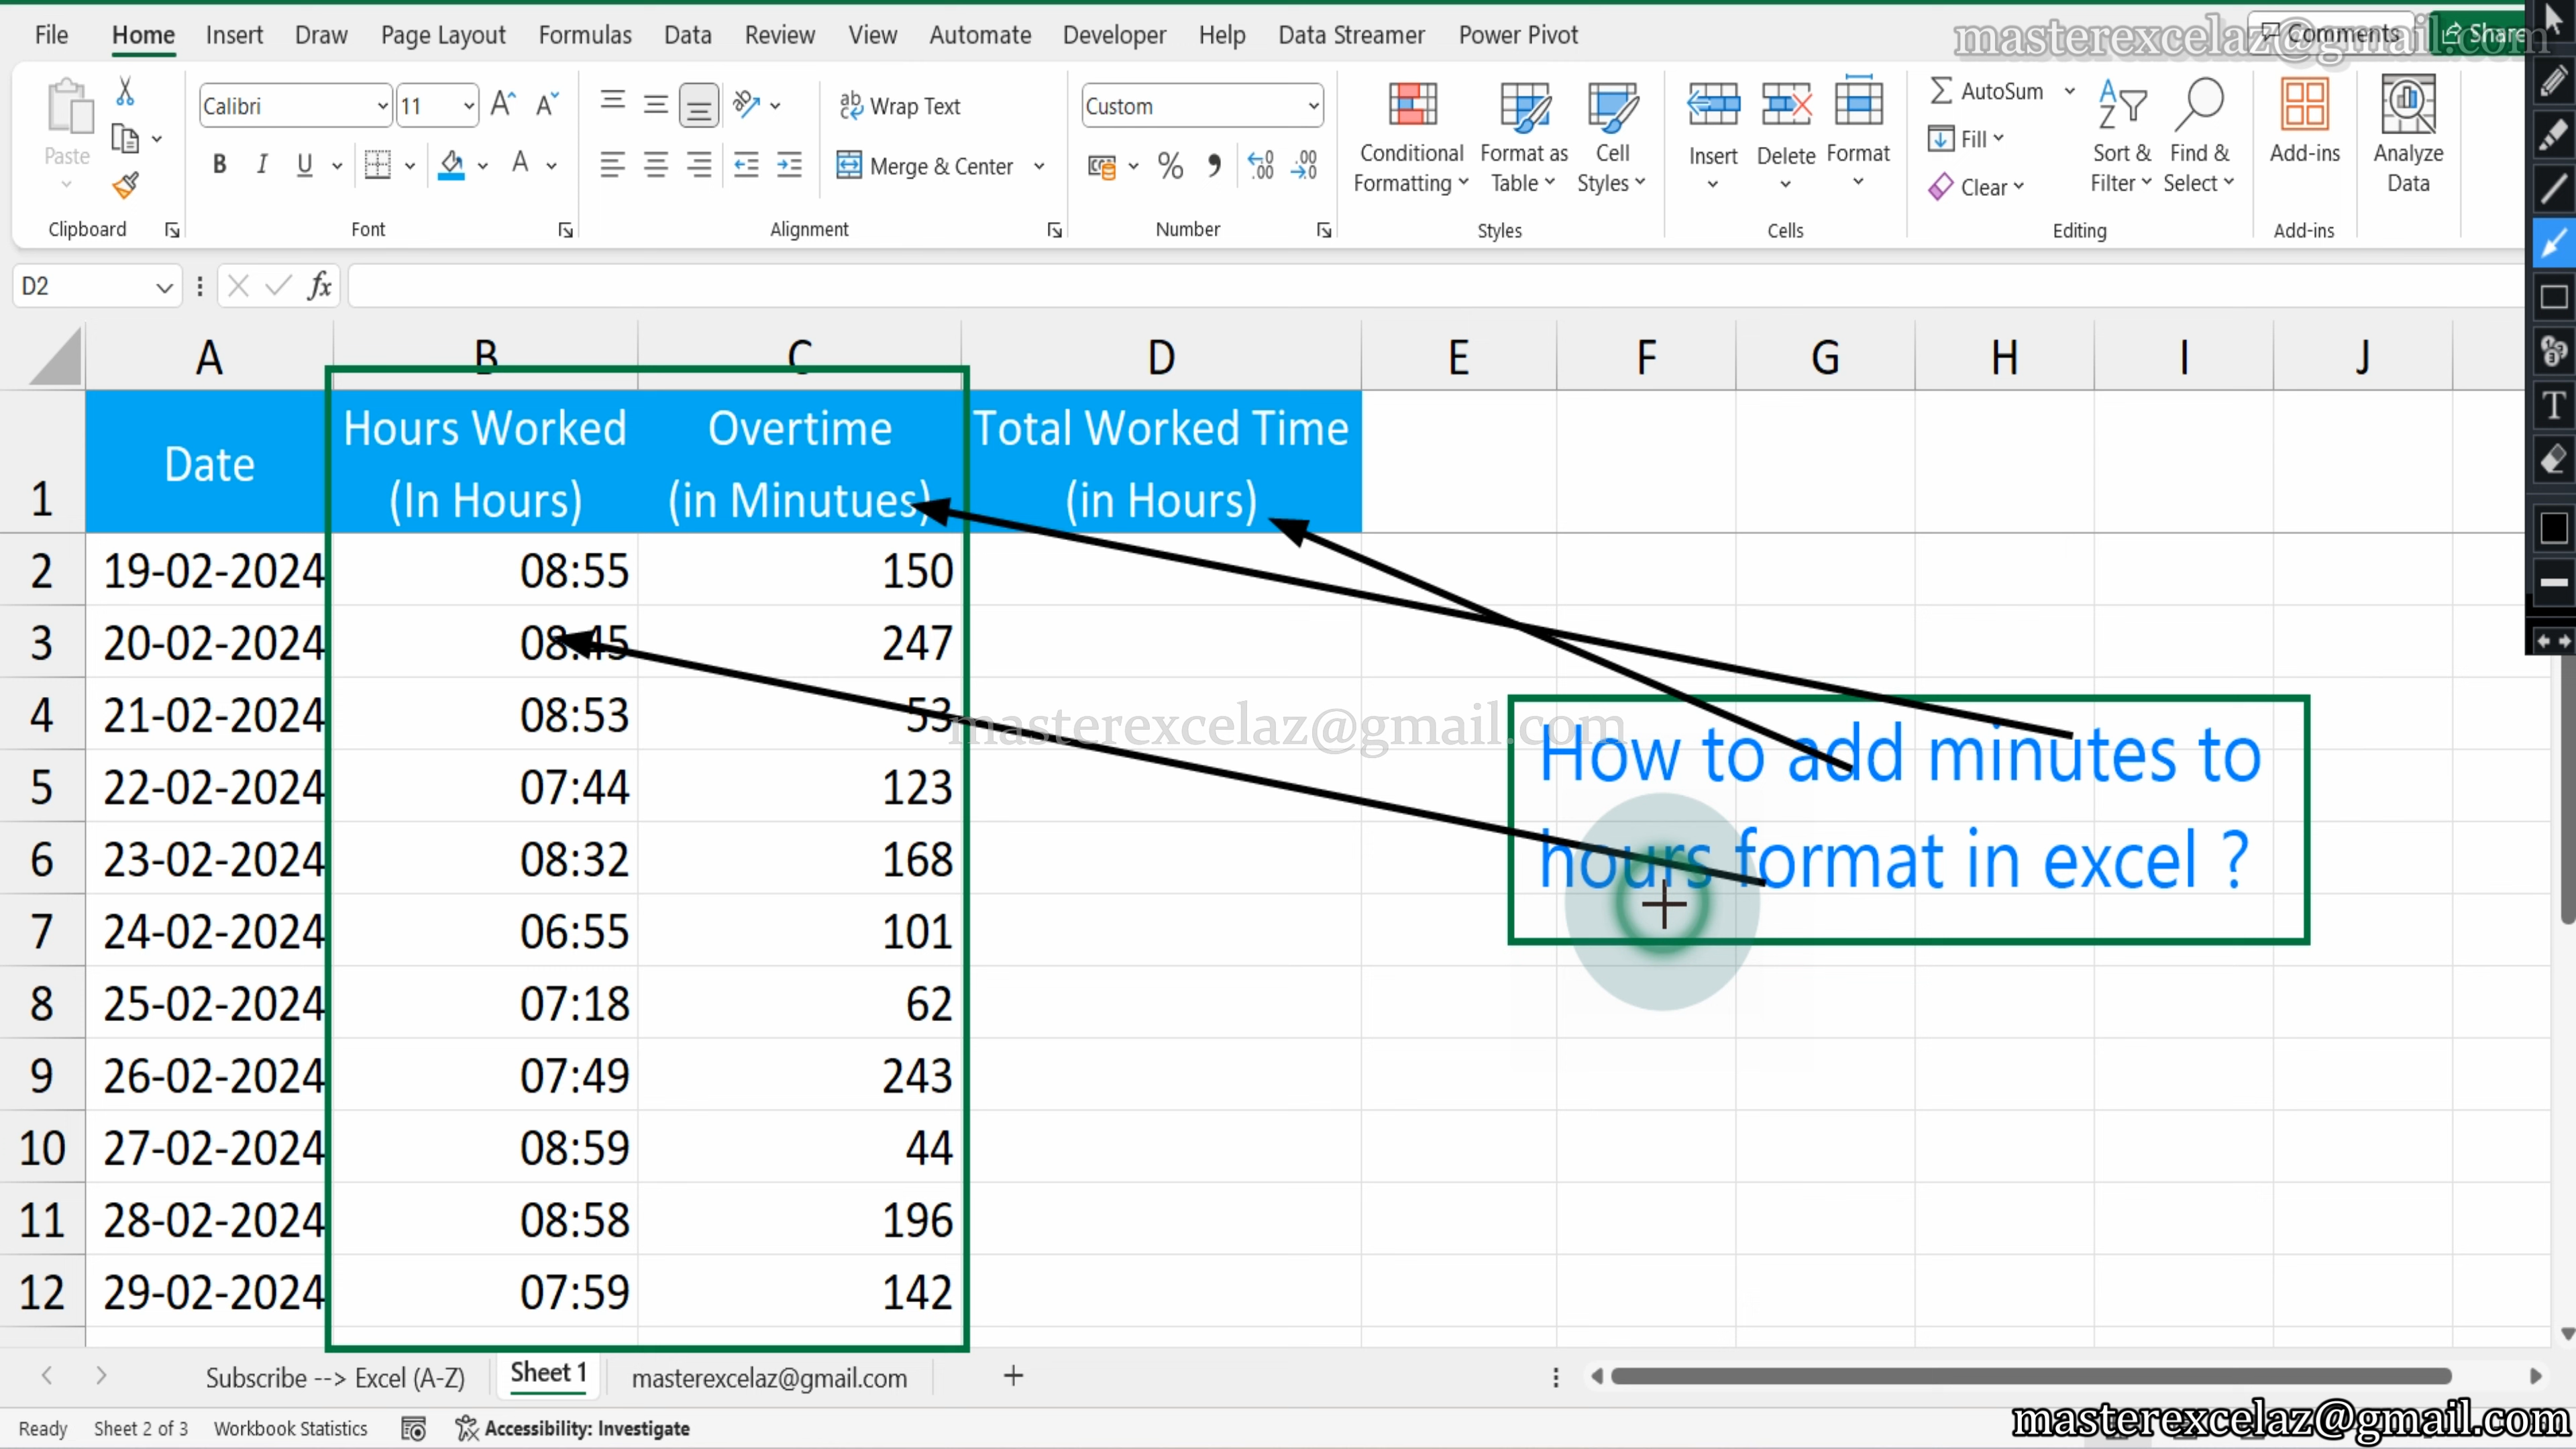 File Home Insert Draw Page Layout Formulas Data Review View Automate Developer Help Data Streamer Power Pivot Comments Share
masterexcelaz@gmail.com
Calibri 11 Wrap Text Custom AutoSum
Paste Merge & Center Conditional Formatting Format as Table Cell Styles Insert Delete Format Fill Clear Sort & Filter Find & Select Add-ins Analyze Data
Clipboard Font Alignment Number Styles Cells Editing Add-ins
D2 fx
A B C D E F G H I J
1 Date Hours Worked (In Hours) Overtime (in Minutues) Total Worked Time (in Hours)
2 19-02-2024 08:55 150
3 20-02-2024 08:45 247
4 21-02-2024 08:53 53
masterexcelaz@gmail.com
How to add minutes to
hours format in excel ?
5 22-02-2024 07:44 123
6 23-02-2024 08:32 168
7 24-02-2024 06:55 101
8 25-02-2024 07:18 62
9 26-02-2024 07:49 243
10 27-02-2024 08:59 44
11 28-02-2024 08:58 196
12 29-02-2024 07:59 142
Subscribe --> Excel (A-Z) Sheet 1 masterexcelaz@gmail.com
Ready Sheet 2 of 3 Workbook Statistics Accessibility: Investigate
masterexcelaz@gmail.com